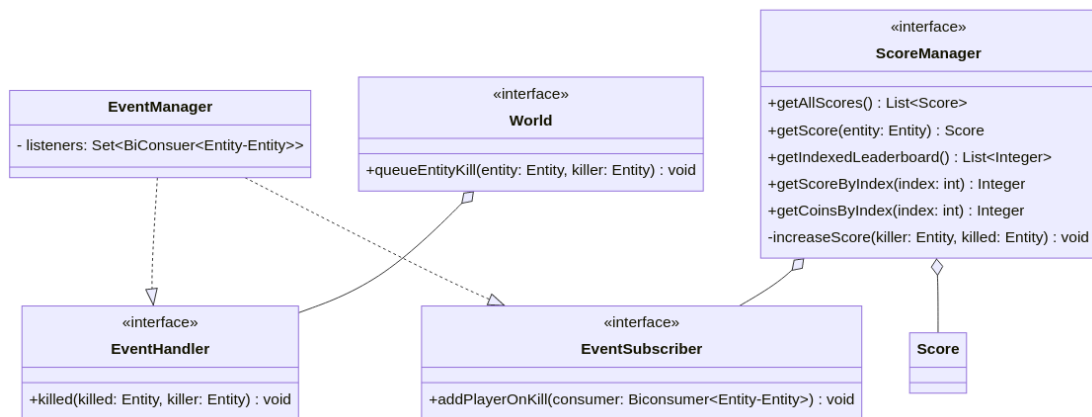 «interface»
ScoreManager
+getAllScores() : List<Score>
+getScore(entity: Entity) : Score
+getIndexedLeaderboard() : List<Integer>
+getScoreByIndex(index: int) : Integer
+getCoinsByIndex(index: int) : Integer
-increaseScore(killer: Entity, killed: Entity) : void
«interface»
World
+queueEntityKill(entity: Entity, killer: Entity) : void
EventManager
- listeners: Set<BiConsuer<Entity-Entity>>
«interface»
EventHandler
+killed(killed: Entity, killer: Entity) : void
«interface»
EventSubscriber
+addPlayerOnKill(consumer: Biconsumer<Entity-Entity>) : void
Score